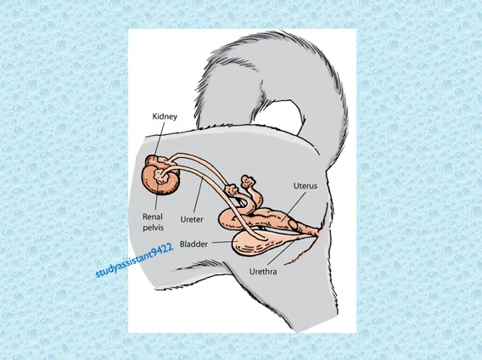 Kidney
Uterus
Renal
pelvis
Ureter
Bladder
studyassistant9422
Urethra